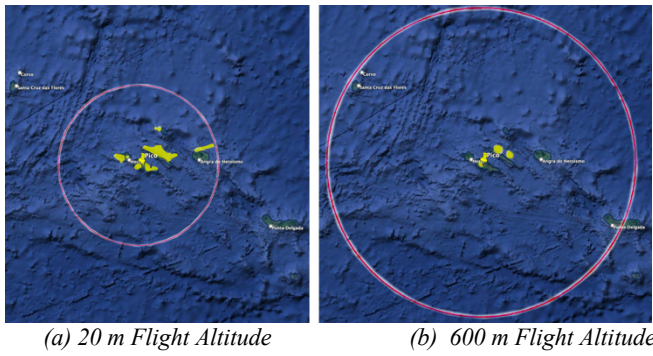 Corvo
Santa Cruz das Flores
Pico
Angra do Heroísmo
Ponta Delgada
Corvo
Santa Cruz das Flores
Pico
Angra do Heroísmo
Ponta Delgada
(a) 20 m Flight Altitude
(b) 600 m Flight Altitude